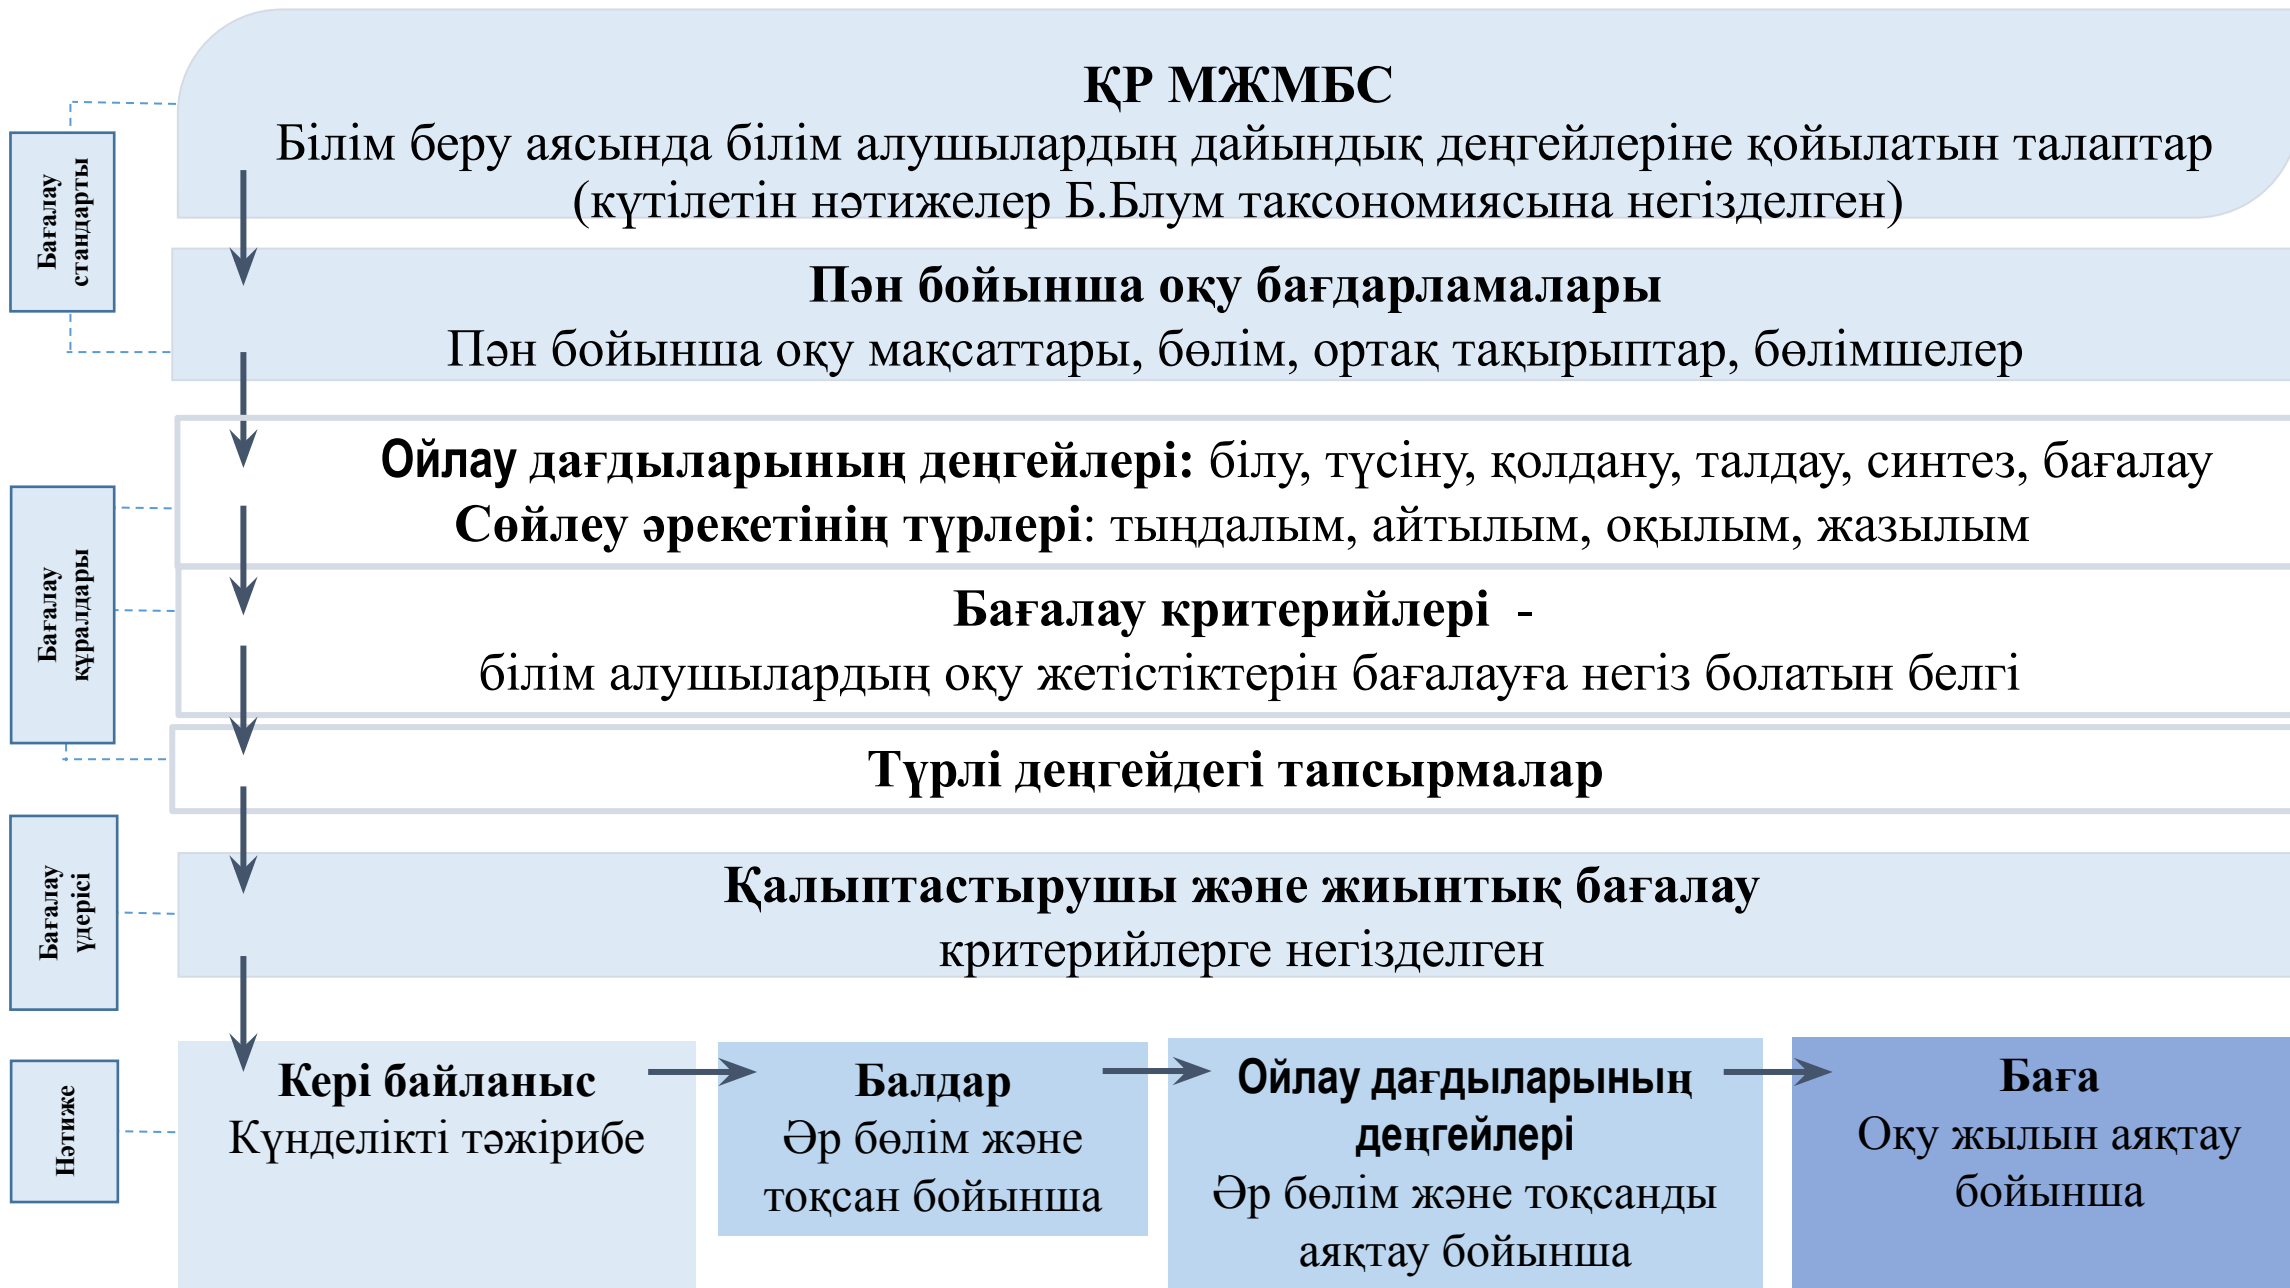 ҚР МЖМБС
Білім беру аясында білім алушылардың дайындық деңгейлеріне қойылатын талаптар
(күтілетін нәтижелер Б.Блум таксономиясына негізделген)
Бағалау
стандарты
Пән бойынша оқу бағдарламалары
Пән бойынша оқу мақсаттары, бөлім, ортақ тақырыптар, бөлімшелер
Ойлау дағдыларының деңгейлері: білу, түсіну, қолдану, талдау, синтез, бағалау
Сөйлеу әрекетінің түрлері: тыңдалым, айтылым, оқылым, жазылым
Бағалау
құралдары
Бағалау критерийлері -
білім алушылардың оқу жетістіктерін бағалауға негіз болатын белгі
Түрлі деңгейдегі тапсырмалар
Бағалау
үдерісі
Қалыптастырушы және жиынтық бағалау
критерийлерге негізделген
Нәтиже
Кері байланыс
Күнделікті тәжірибе
Балдар
Әр бөлім және
тоқсан бойынша
Ойлау дағдыларының
деңгейлері
Әр бөлім және тоқсанды
аяқтау бойынша
Баға
Оқу жылын аяқтау
бойынша